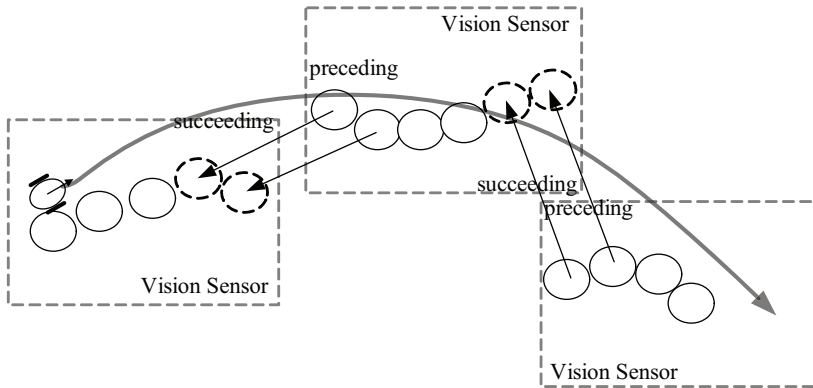 Vision Sensor
preceding
succeeding
succeeding
preceding
Vision Sensor
Vision Sensor